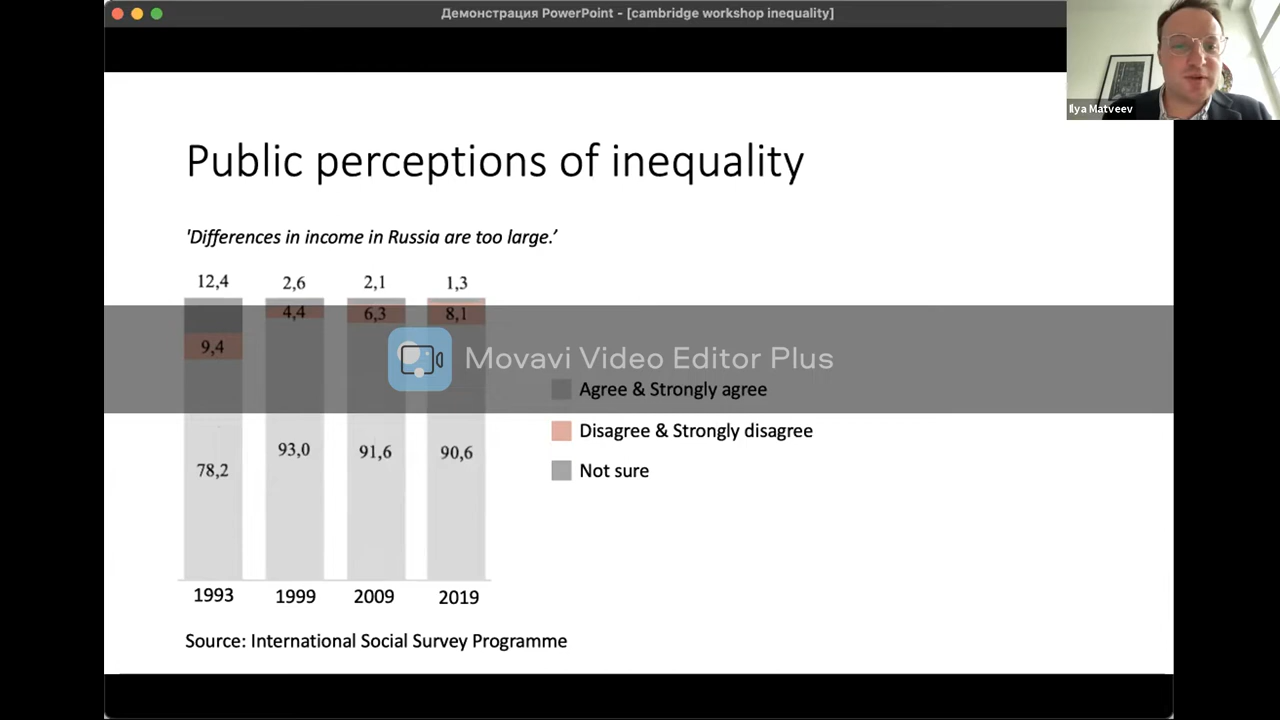 Демонстрация PowerPoint - [cambridge workshop inequality]
Ilya Matveev
Public perceptions of inequality
'Differences in income in Russia are too large.’
12,4 2,6 2,1 1,3
9,4 4,4 6,3 8,1
Movavi Video Editor Plus
Agree & Strongly agree
Disagree & Strongly disagree
Not sure
78,2 93,0 91,6 90,6
1993 1999 2009 2019
Source: International Social Survey Programme